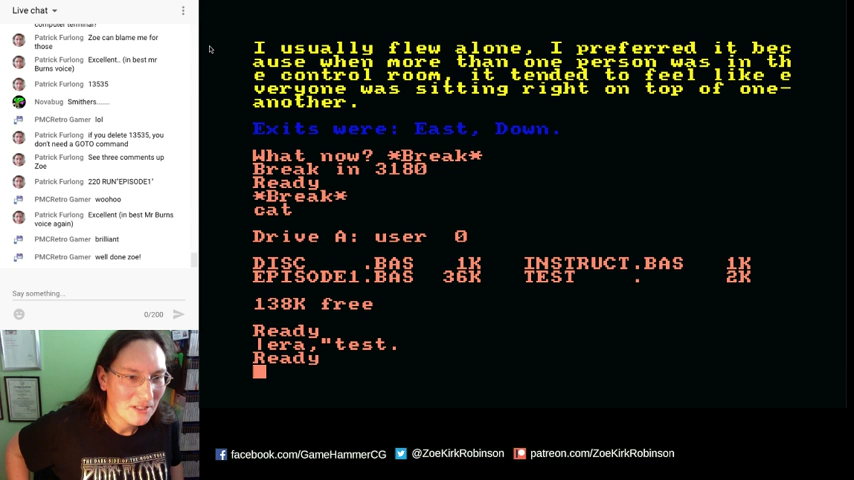 Live chat
computer terminal?
Patrick Furlong Zoe can blame me for
those
Patrick Furlong Excellent.. (in best mr
Burns voice)
Patrick Furlong 13535
Novabug Smithers.......
PMCRetro Gamer lol
Patrick Furlong if you delete 13535, you
don't need a GOTO command
Patrick Furlong See three comments up
Zoe
Patrick Furlong 220 RUN"EPISODE1"
PMCRetro Gamer woohoo
Patrick Furlong Excellent (in best Mr Burns
voice again)
PMCRetro Gamer brilliant
PMCRetro Gamer well done zoe!
Say something...
0/200
I usually flew alone, I preferred it bec
ause when more than one person was in th
e control room, it tended to feel like e
veryone was sitting right on top of one-
another.
Exits were: East, Down.
What now? *Break*
Break in 3180
Ready
*Break*
cat
Drive A: user 0
DISC .BAS 1K INSTRUCT.BAS 1K
EPISODE1.BAS 36K TEST . 2K
138K free
Ready
|era,"test.
Ready
facebook.com/GameHammerCG @ZoeKirkRobinson patreon.com/ZoeKirkRobinson